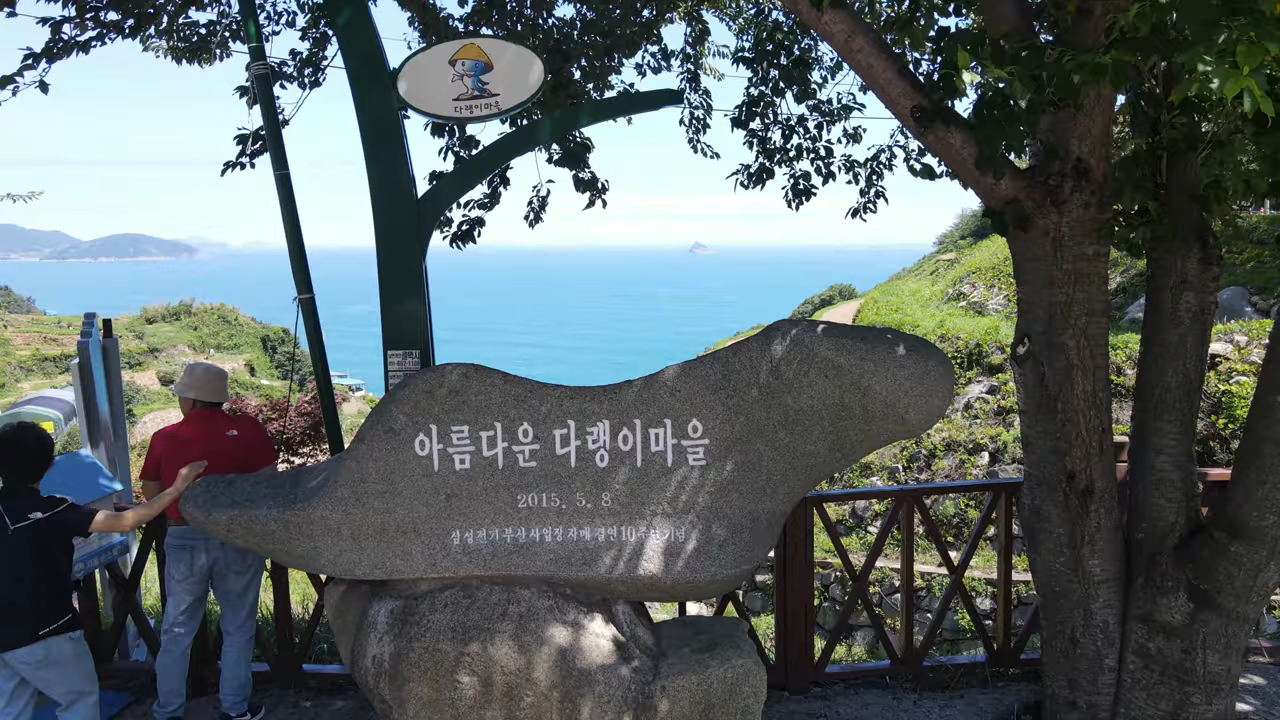 다랭이마을
아름다운 다랭이마을
2015. 5. 8
삼성전기 부산사업장 자매결연 10주년기념